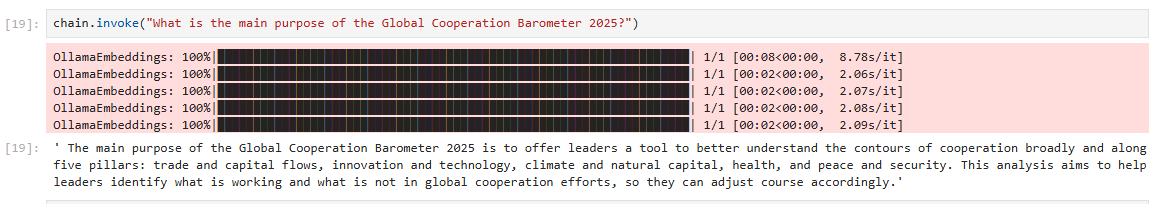 [19]: chain.invoke("What is the main purpose of the Global Cooperation Barometer 2025?")
OllamaEmbeddings: 100%|██████████| 1/1 [00:08<00:00,  8.78s/it]
OllamaEmbeddings: 100%|██████████| 1/1 [00:02<00:00,  2.06s/it]
OllamaEmbeddings: 100%|██████████| 1/1 [00:02<00:00,  2.07s/it]
OllamaEmbeddings: 100%|██████████| 1/1 [00:02<00:00,  2.08s/it]
OllamaEmbeddings: 100%|██████████| 1/1 [00:02<00:00,  2.09s/it]
[19]: ' The main purpose of the Global Cooperation Barometer 2025 is to offer leaders a tool to better understand the contours of cooperation broadly and along
five pillars: trade and capital flows, innovation and technology, climate and natural capital, health, and peace and security. This analysis aims to help
leaders identify what is working and what is not in global cooperation efforts, so they can adjust course accordingly.'